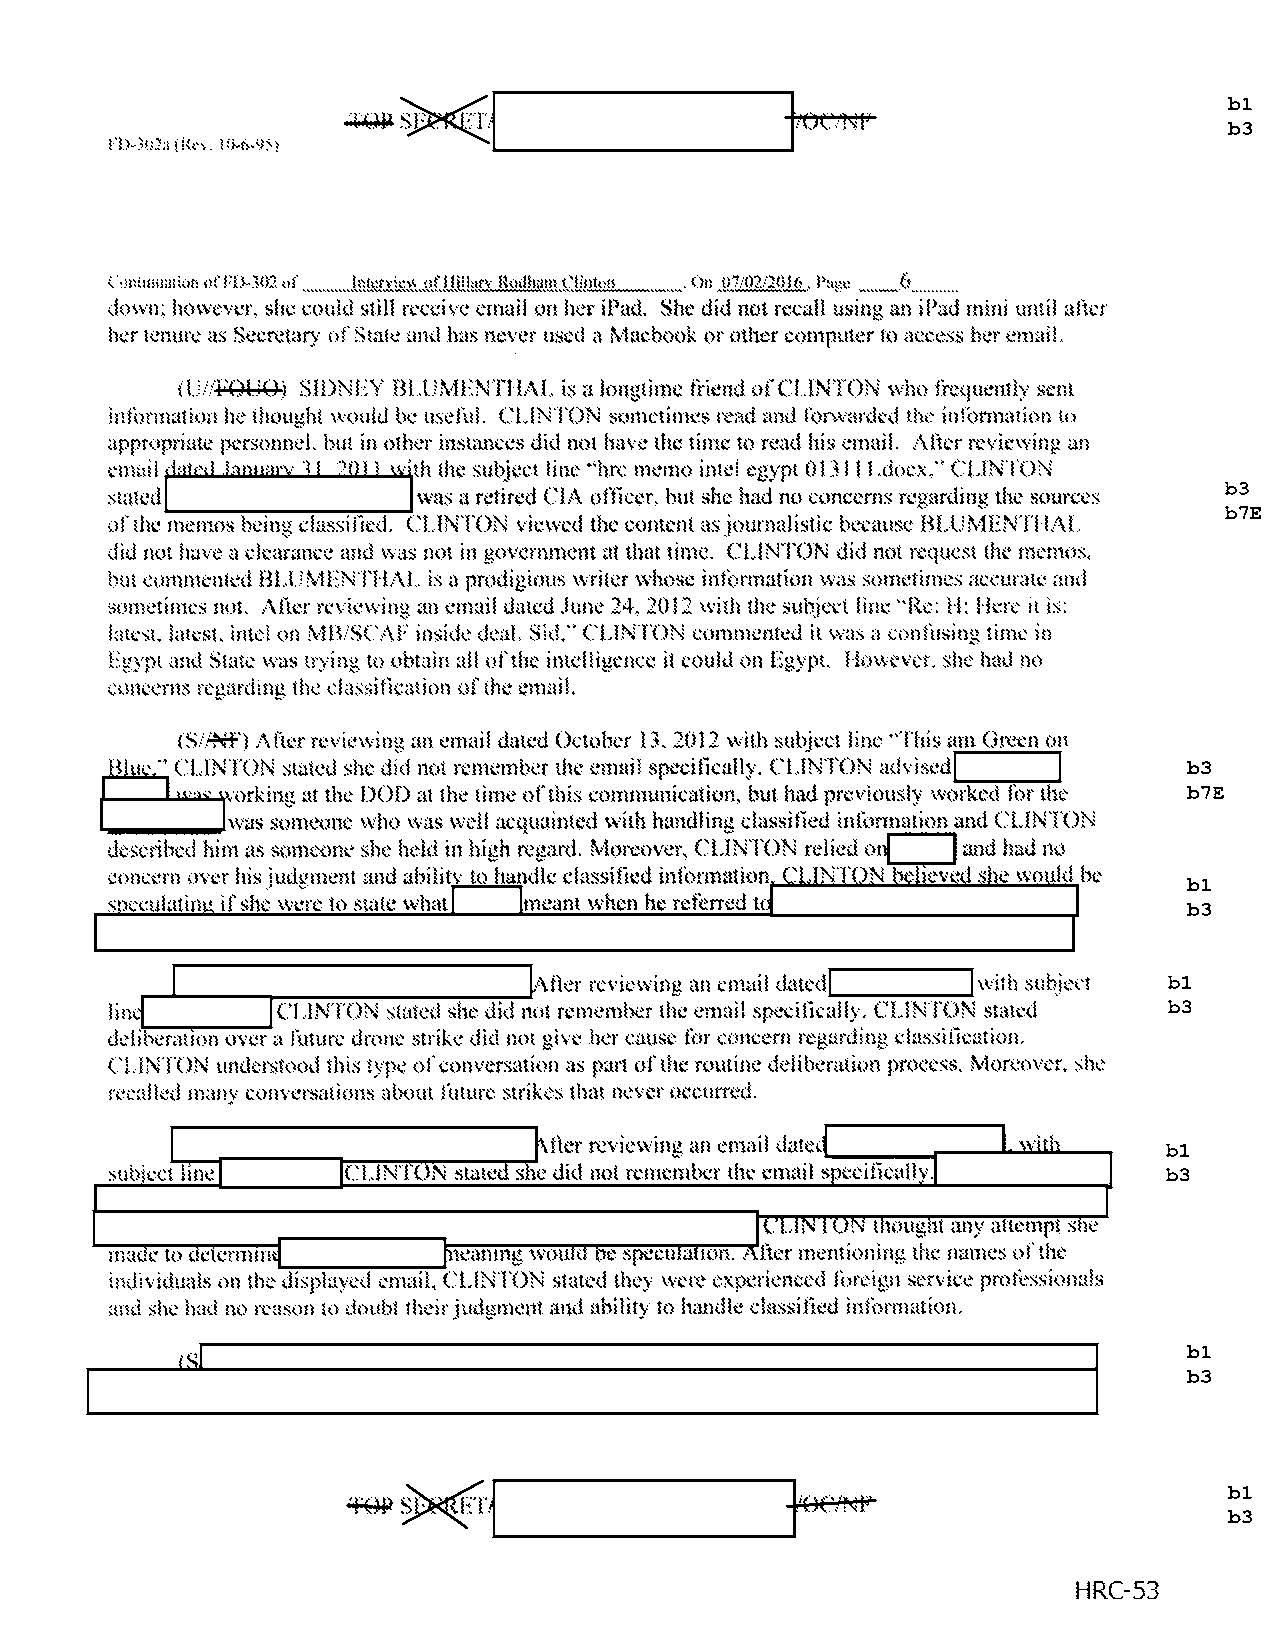 TOP SECRET/ /OC/NF b1
b3
FD-302a (Rev. 10-6-95)
Continuation of FD-302 of Interview of Hillary Rodham Clinton , On 07/02/2016 , Page 6
down; however, she could still receive email on her iPad. She did not recall using an iPad mini until after
her tenure as Secretary of State and has never used a Macbook or other computer to access her email.
(U//FOUO) SIDNEY BLUMENTHAL is a longtime friend of CLINTON who frequently sent
information he thought would be useful. CLINTON sometimes read and forwarded the information to
appropriate personnel, but in other instances did not have the time to read his email. After reviewing an
email dated January 31, 2011 with the subject line "hrc memo intel egypt 013111.docx," CLINTON
stated was a retired CIA officer, but she had no concerns regarding the sources b3
of the memos being classified. CLINTON viewed the content as journalistic because BLUMENTHAL b7E
did not have a clearance and was not in government at that time. CLINTON did not request the memos,
but commented BLUMENTHAL is a prodigious writer whose information was sometimes accurate and
sometimes not. After reviewing an email dated June 24, 2012 with the subject line "Re: H: Here it is:
latest, latest, intel on MB/SCAF inside deal. Sid," CLINTON commented it was a confusing time in
Egypt and State was trying to obtain all of the intelligence it could on Egypt. However, she had no
concerns regarding the classification of the email.
(S//NF) After reviewing an email dated October 13, 2012 with subject line "This am Green on
Blue," CLINTON stated she did not remember the email specifically. CLINTON advised b3
was working at the DOD at the time of this communication, but had previously worked for the b7E
was someone who was well acquainted with handling classified information and CLINTON
described him as someone she held in high regard. Moreover, CLINTON relied on and had no
concern over his judgment and ability to handle classified information. CLINTON believed she would be b1
speculating if she were to state what meant when he referred to b3
After reviewing an email dated with subject b1
line CLINTON stated she did not remember the email specifically. CLINTON stated b3
deliberation over a future drone strike did not give her cause for concern regarding classification.
CLINTON understood this type of conversation as part of the routine deliberation process. Moreover, she
recalled many conversations about future strikes that never occurred.
After reviewing an email dated , with b1
subject line CLINTON stated she did not remember the email specifically. b3
CLINTON thought any attempt she
made to determine meaning would be speculation. After mentioning the names of the
individuals on the displayed email, CLINTON stated they were experienced foreign service professionals
and she had no reason to doubt their judgment and ability to handle classified information.
(S b1
b3
TOP SECRET/ /OC/NF b1
b3
HRC-53